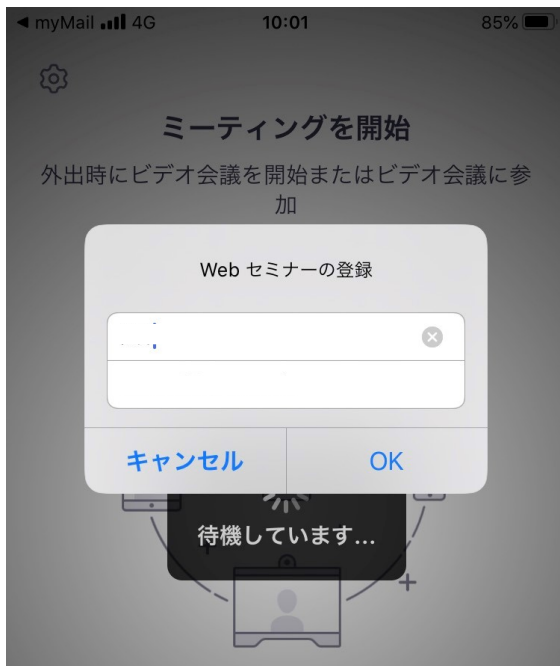 ◀ myMail 4G 10:01 85%
ミーティングを開始
外出時にビデオ会議を開始またはビデオ会議に参
加
Web セミナーの登録
キャンセル OK
待機しています...